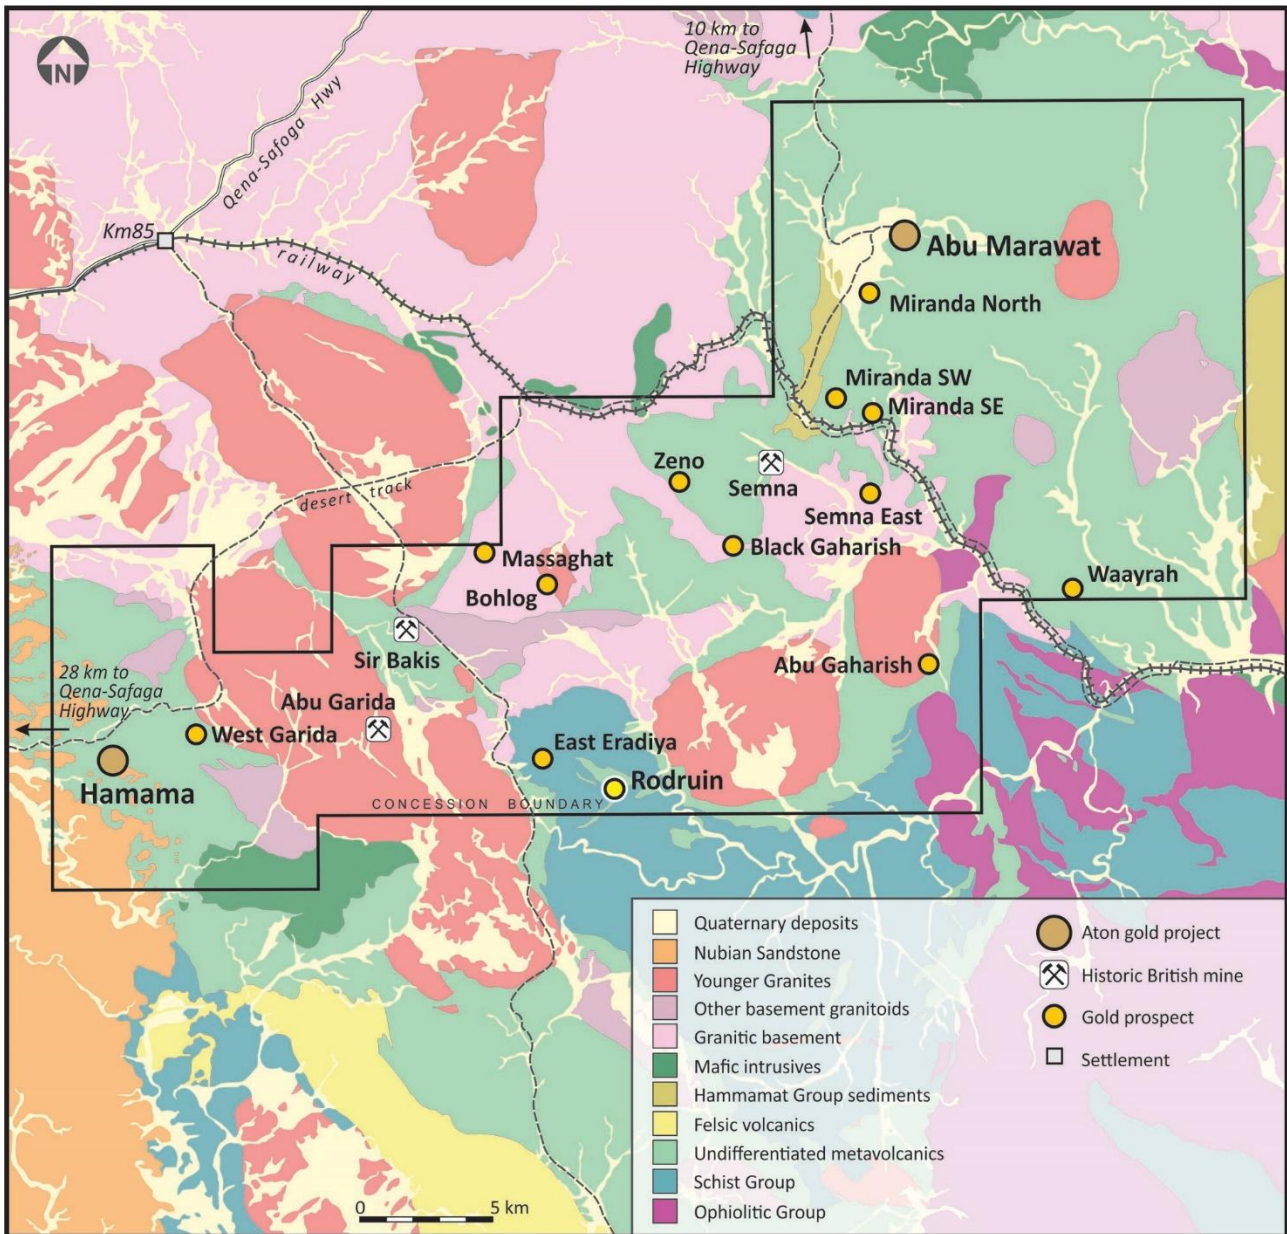 10 km to
Qena-Safaga
Highway
N
Qena-Safoga Hwy
Km85
railway
Abu Marawat
Miranda North
Miranda SW
Miranda SE
Zeno
Semna
Semna East
desert track
Massaghat
Black Gaharish
Bohlog
Waayrah
Sir Bakis
28 km to
Qena-Safaga
Highway
Abu Gaharish
Abu Garida
West Garida
East Eradiya
Rodruin
Hamama
CONCESSION BOUNDARY
Quaternary deposits
Nubian Sandstone
Younger Granites
Other basement granitoids
Granitic basement
Mafic intrusives
Hammamat Group sediments
Felsic volcanics
Undifferentiated metavolcanics
Schist Group
Ophiolitic Group
Aton gold project
Historic British mine
Gold prospect
Settlement
0 5 km